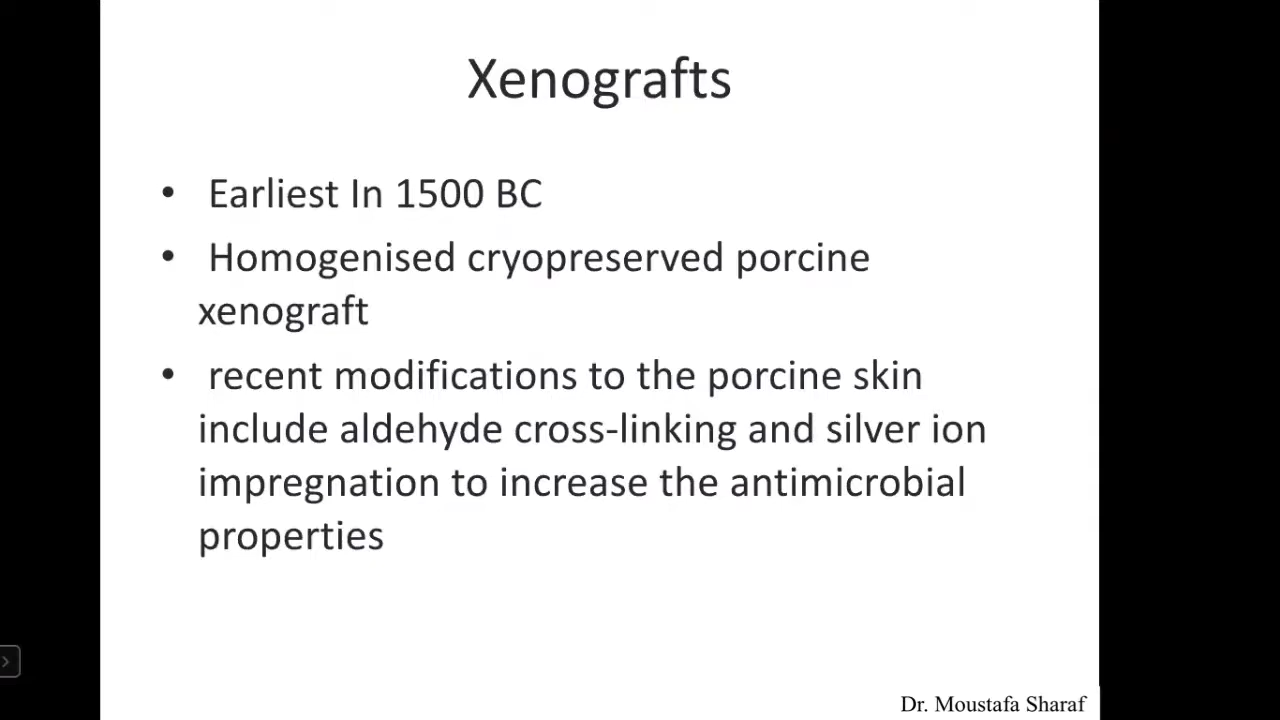 Xenografts
• Earliest In 1500 BC
• Homogenised cryopreserved porcine
xenograft
• recent modifications to the porcine skin
include aldehyde cross-linking and silver ion
impregnation to increase the antimicrobial
properties
Dr. Moustafa Sharaf